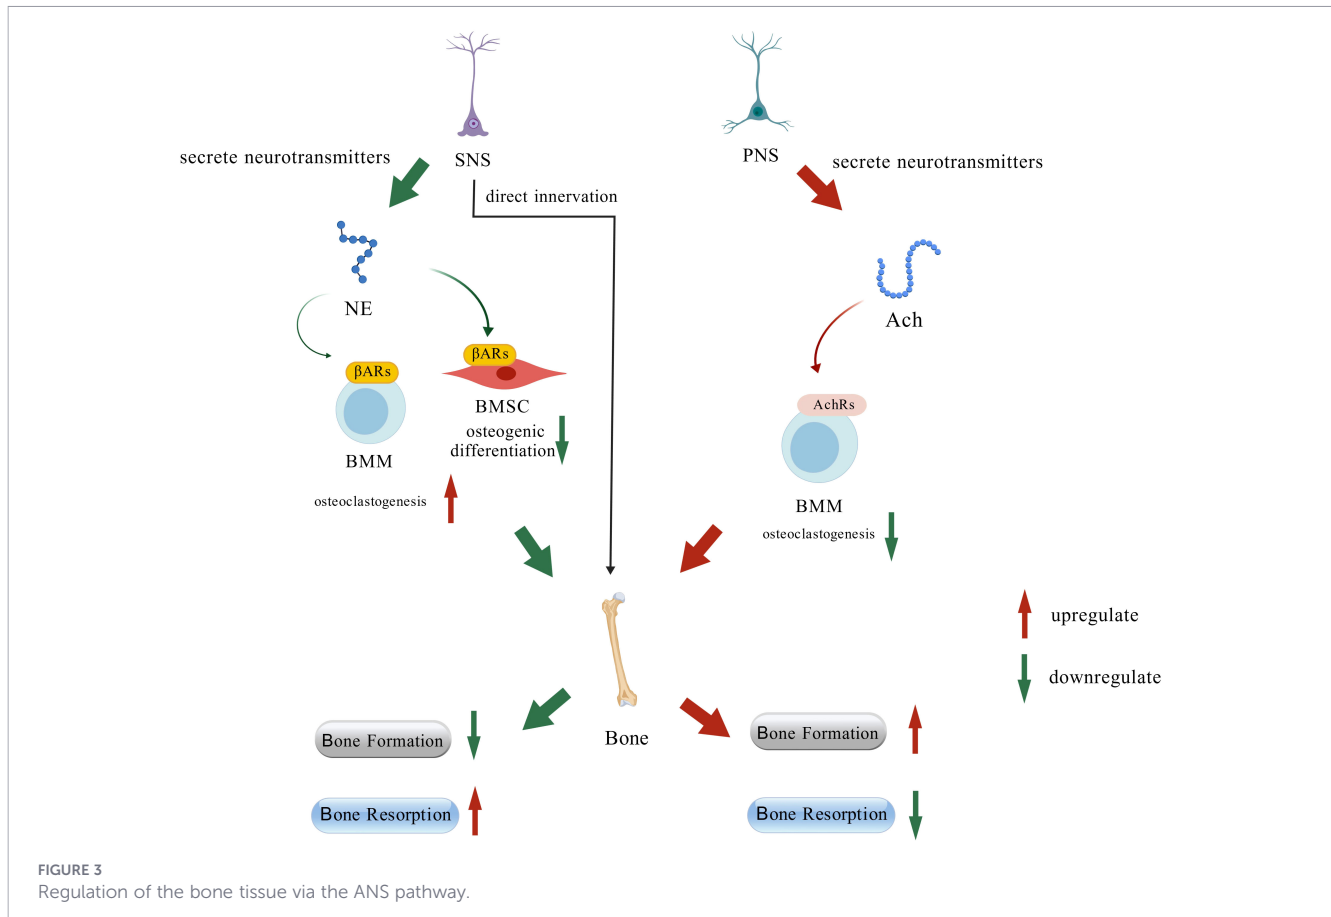 SNS
PNS
secrete neurotransmitters
secrete neurotransmitters
direct innervation
NE
Ach
βARs
βARs
BMSC
osteogenic
differentiation
BMM
osteoclastogenesis
AchRs
BMM
osteoclastogenesis
upregulate
downregulate
Bone
Bone Formation
Bone Resorption
Bone Formation
Bone Resorption
FIGURE 3
Regulation of the bone tissue via the ANS pathway.